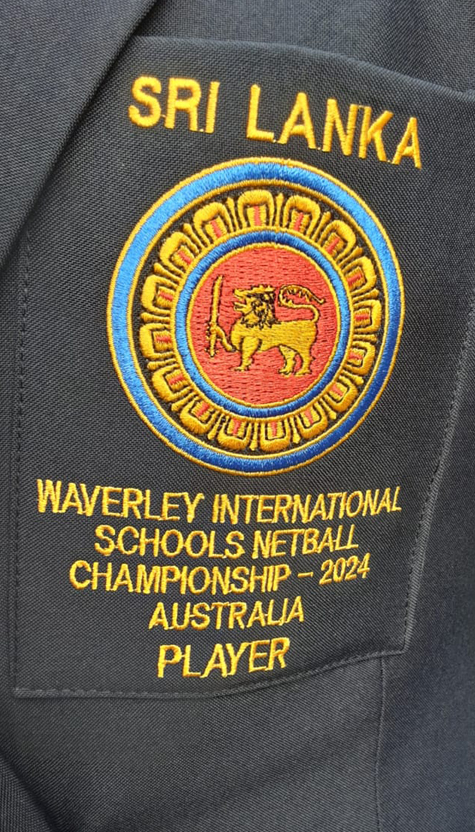 SRI LANKA
WAVERLEY INTERNATIONAL
SCHOOLS NETBALL
CHAMPIONSHIP - 2024
AUSTRALIA
PLAYER